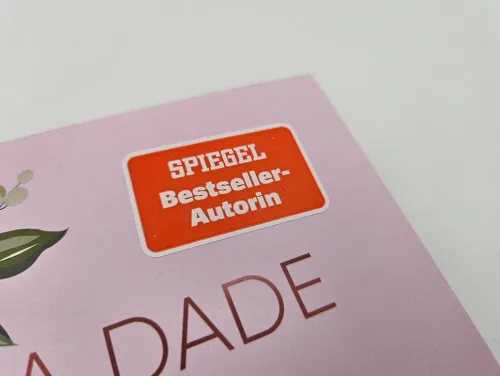 SPIEGEL
Bestseller-
Autorin
A DADE